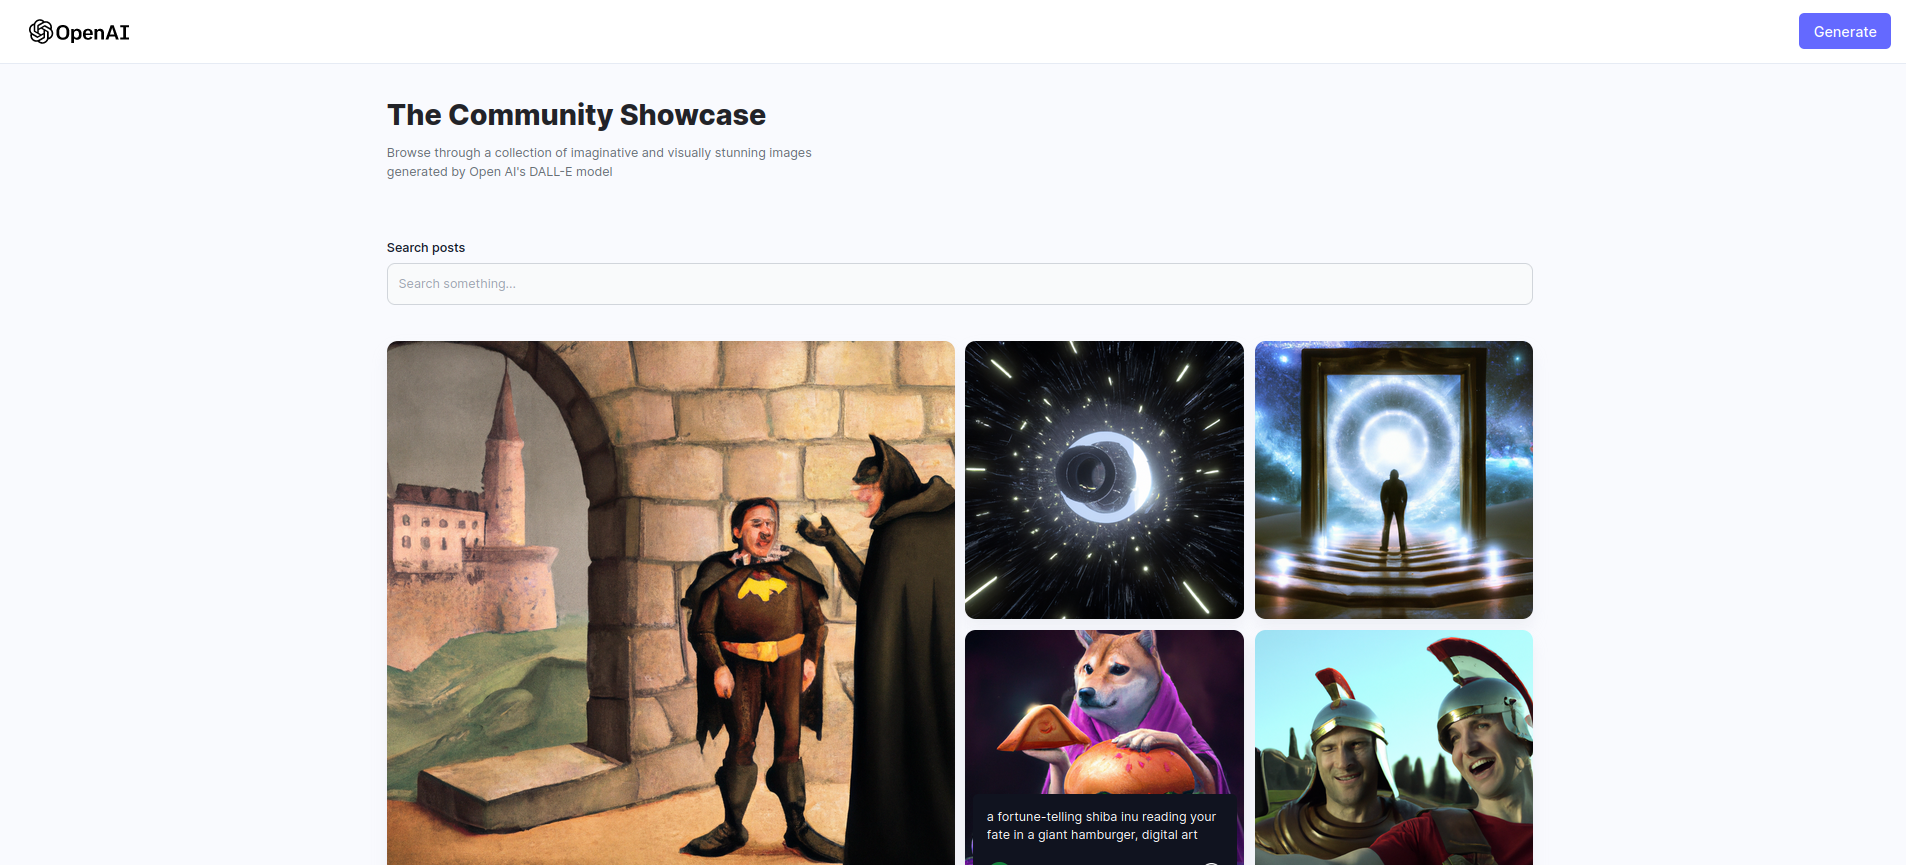 OpenAI
Generate
The Community Showcase
Browse through a collection of imaginative and visually stunning images
generated by Open AI's DALL-E model
Search posts
Search something...
a fortune-telling shiba inu reading your
fate in a giant hamburger, digital art